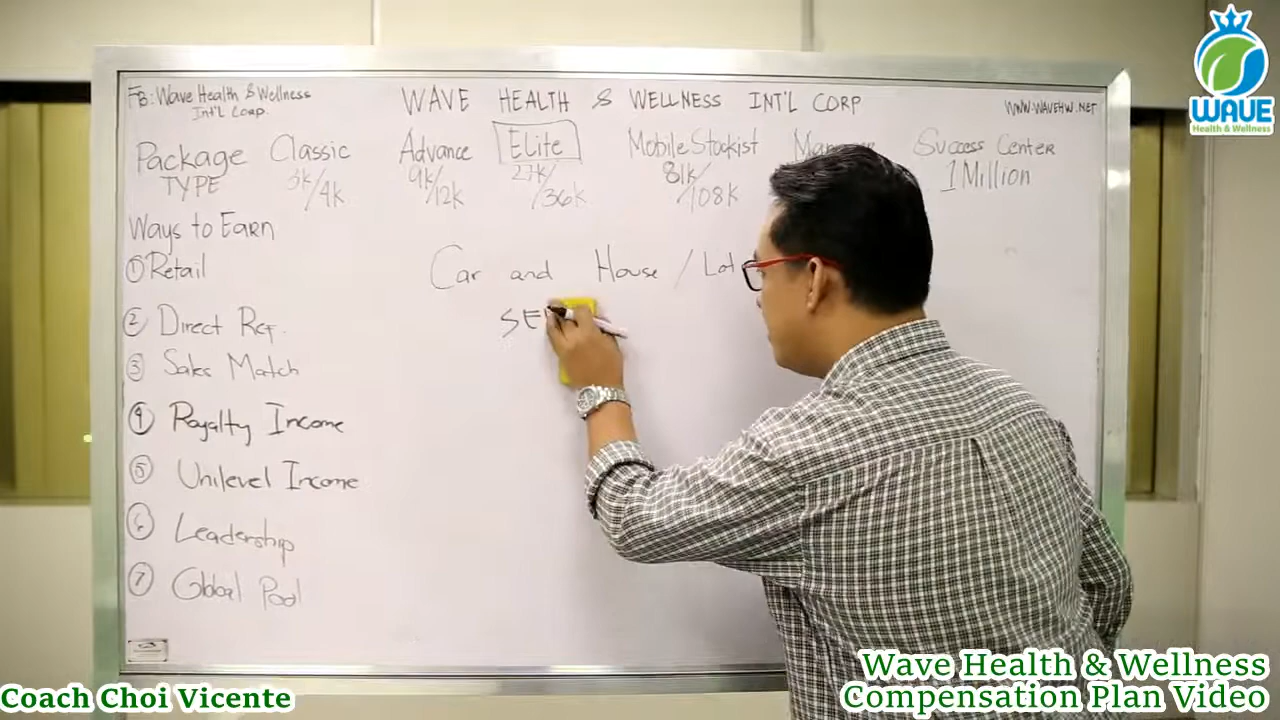 FB: Wave Health & Wellness
Int'l Corp.
WAVE HEALTH & WELLNESS INT'L CORP
WWW.WAVEHW.NET
WAVE
Health & Wellness
Package Classic Advance Elite Mobile Stockist Success Center
TYPE 3k/4k 9k/12k 27k/36k 81k/108k 1 Million
Ways to Earn
① Retail
Car and House / Lot
② Direct Ref.
SE
③ Sales Match
④ Royalty Income
⑤ Unilevel Income
⑥ Leadership
⑦ Global Pool
Wave Health & Wellness
Compensation Plan Video
Coach Choi Vicente